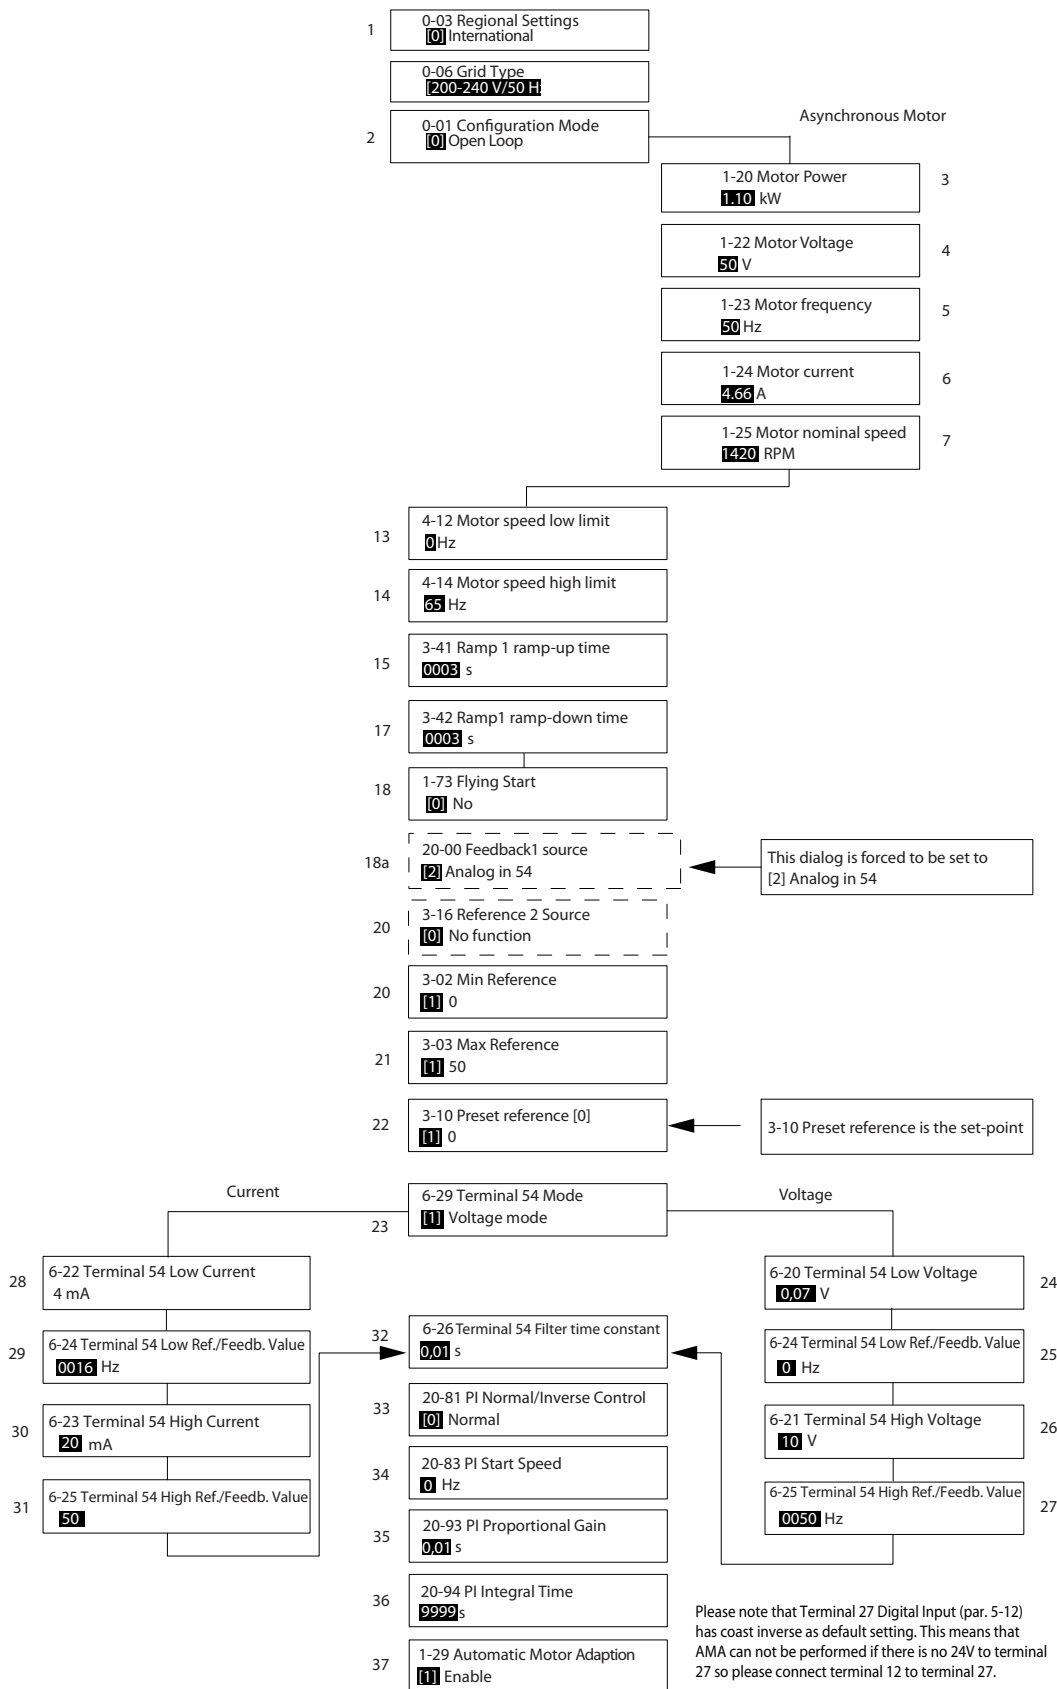 1
0-03 Regional Settings
[0] International
0-06 Grid Type
[200-240 V/50 Hz
2
0-01 Configuration Mode
[0] Open Loop
Asynchronous Motor
1-20 Motor Power
1.10 kW
3
1-22 Motor Voltage
50 V
4
1-23 Motor frequency
50 Hz
5
1-24 Motor current
4.66 A
6
1-25 Motor nominal speed
1420 RPM
7
13
4-12 Motor speed low limit
0 Hz
14
4-14 Motor speed high limit
65 Hz
15
3-41 Ramp 1 ramp-up time
0003 s
17
3-42 Ramp1 ramp-down time
0003 s
18
1-73 Flying Start
[0] No
18a
20-00 Feedback1 source
[2] Analog in 54
This dialog is forced to be set to
[2] Analog in 54
20
3-16 Reference 2 Source
[0] No function
20
3-02 Min Reference
[1] 0
21
3-03 Max Reference
[1] 50
22
3-10 Preset reference [0]
[1] 0
3-10 Preset reference is the set-point
Current
23
6-29 Terminal 54 Mode
[1] Voltage mode
Voltage
28
6-22 Terminal 54 Low Current
4 mA
29
6-24 Terminal 54 Low Ref./Feedb. Value
0016 Hz
30
6-23 Terminal 54 High Current
20 mA
31
6-25 Terminal 54 High Ref./Feedb. Value
50
6-20 Terminal 54 Low Voltage
0,07 V
24
6-24 Terminal 54 Low Ref./Feedb. Value
0 Hz
25
6-21 Terminal 54 High Voltage
10 V
26
6-25 Terminal 54 High Ref./Feedb. Value
0050 Hz
27
32
6-26 Terminal 54 Filter time constant
0,01 s
33
20-81 PI Normal/Inverse Control
[0] Normal
34
20-83 PI Start Speed
0 Hz
35
20-93 PI Proportional Gain
0,01 s
36
20-94 PI Integral Time
9999 s
37
1-29 Automatic Motor Adaption
[1] Enable
Please note that Terminal 27 Digital Input (par. 5-12)
has coast inverse as default setting. This means that
AMA can not be performed if there is no 24V to terminal
27 so please connect terminal 12 to terminal 27.